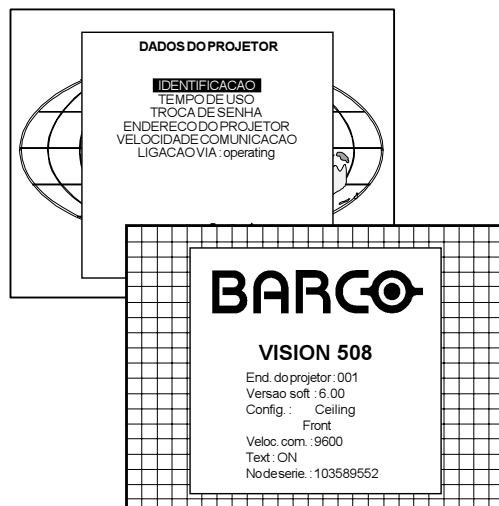 DADOS DO PROJETOR
IDENTIFICACAO
TEMPO DE USO
TROCA DE SENHA
ENDERECO DO PROJETOR
VELOCIDADE COMUNICACAO
LIGACAO VIA : operating
BARCO
VISION 508
End. do projetor : 001
Versao soft : 6.00
Config. : Ceiling
Front
Veloc. com. : 9600
Text : ON
No de serie. : 103589552